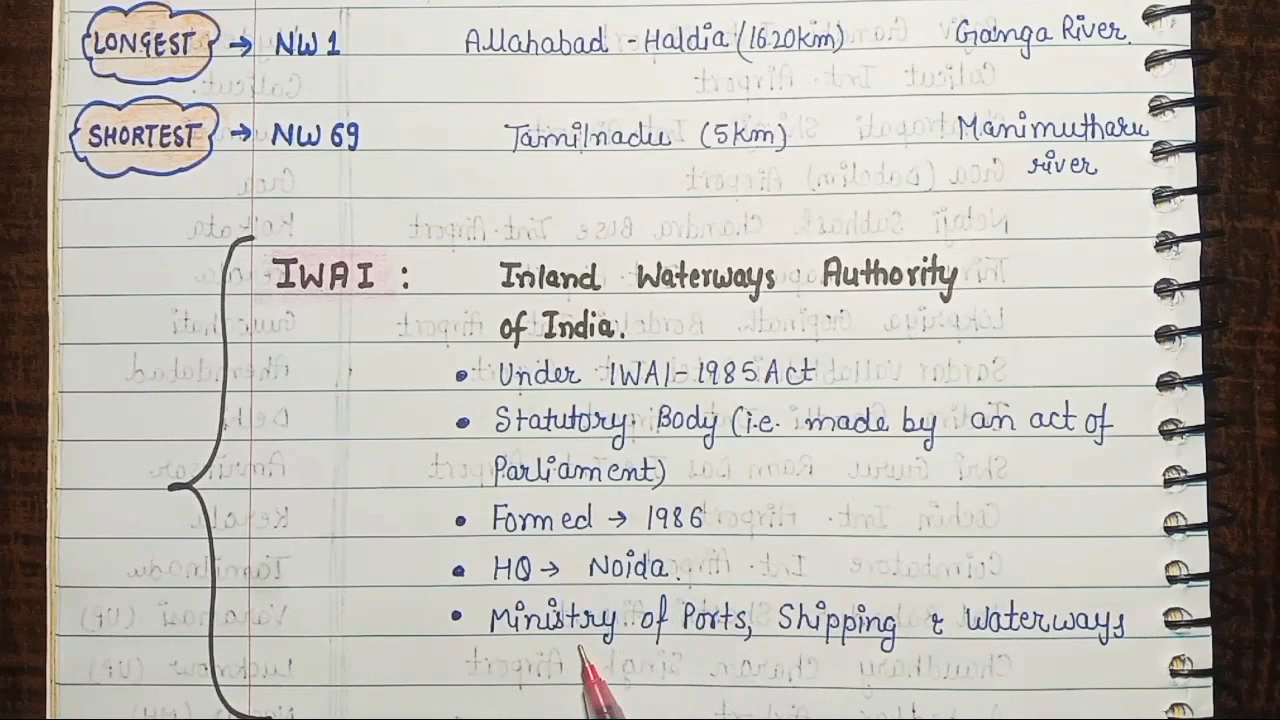 LONGEST → NW 1 Allahabad - Haldia (1620km) Ganga River.
SHORTEST → NW 69 Tamilnadu (5km) Manimutharu
river
IWAI : Inland Waterways Authority
of India.
• Under IWAI-1985 Act
• Statutory Body (i.e. made by an act of
Parliament)
• Formed → 1986
• HQ → Noida.
• Ministry of Ports, Shipping & Waterways